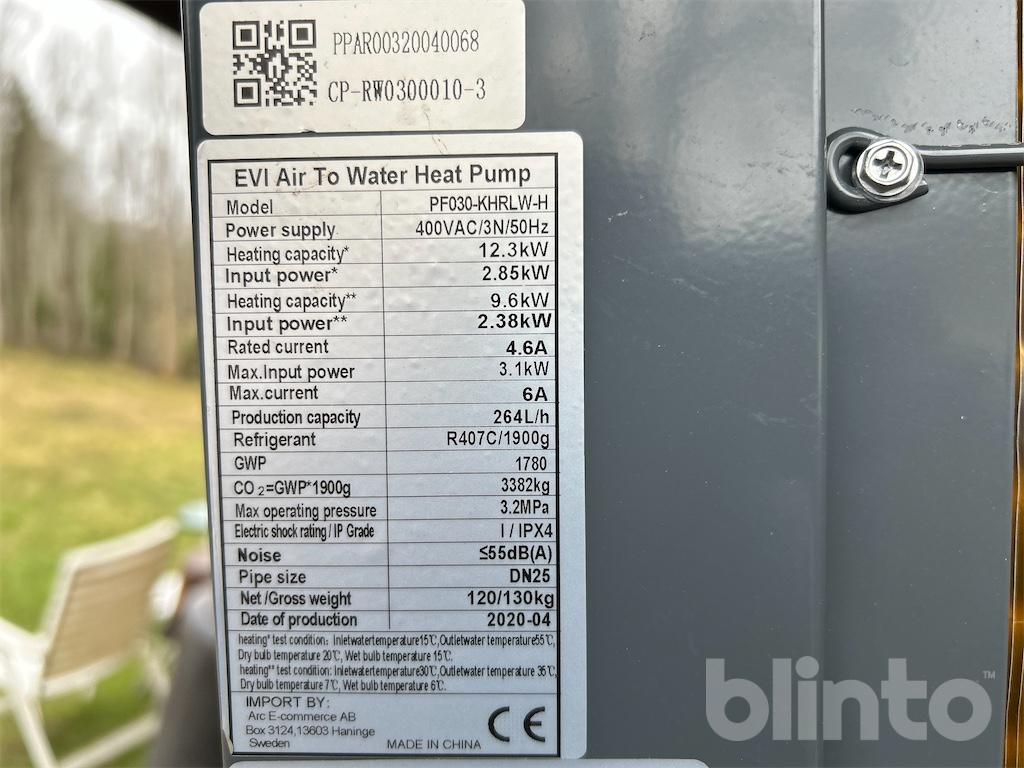 PPAR00320040068
CP-RW0300010-3
EVI Air To Water Heat Pump
Model PF030-KHRLW-H
Power supply 400VAC/3N/50Hz
Heating capacity* 12.3kW
Input power* 2.85kW
Heating capacity** 9.6kW
Input power** 2.38kW
Rated current 4.6A
Max.Input power 3.1kW
Max.current 6A
Production capacity 264L/h
Refrigerant R407C/1900g
GWP 1780
CO₂=GWP*1900g 3382kg
Max operating pressure 3.2MPa
Electric shock rating / IP Grade I / IPX4
Noise ≤55dB(A)
Pipe size DN25
Net /Gross weight 120/130kg
Date of production 2020-04
heating* test condition: Inletwatertemperature15℃,Outletwater temperature55℃,
Dry bulb temperature 20℃, Wet bulb temperature 15℃.
heating** test condition: Inletwatertemperature30℃,Outletwater temperature 35℃,
Dry bulb temperature 7℃, Wet bulb temperature 6℃.
IMPORT BY:
Arc E-commerce AB
Box 3124,13603 Haninge
Sweden
MADE IN CHINA
CE
blinto™